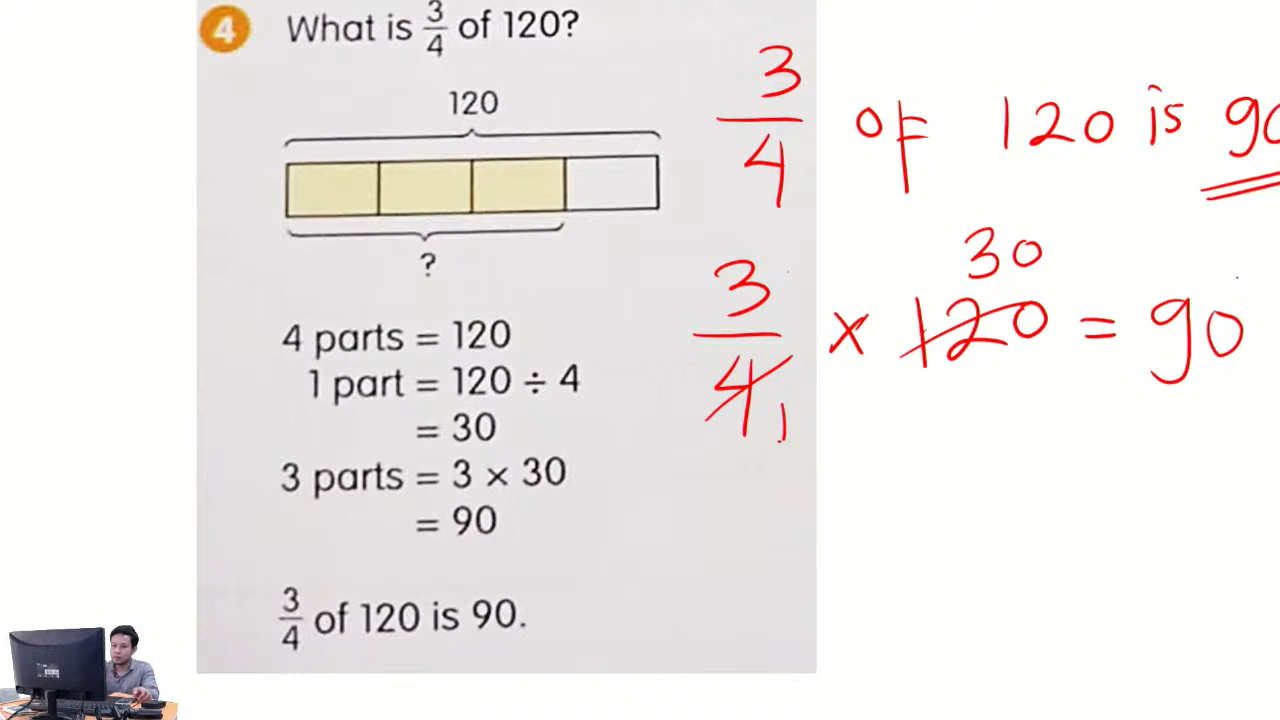 4 What is 3/4 of 120?
120
?
4 parts = 120
1 part = 120 ÷ 4
= 30
3 parts = 3 × 30
= 90
3/4 of 120 is 90.
3/4 of 120 is 90
30
3/4 × 120 = 90
1